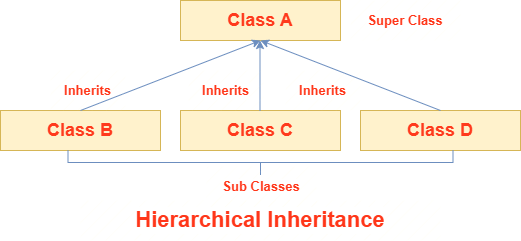 Class A
Super Class
Inherits
Inherits
Inherits
Class B
Class C
Class D
Sub Classes
Hierarchical Inheritance